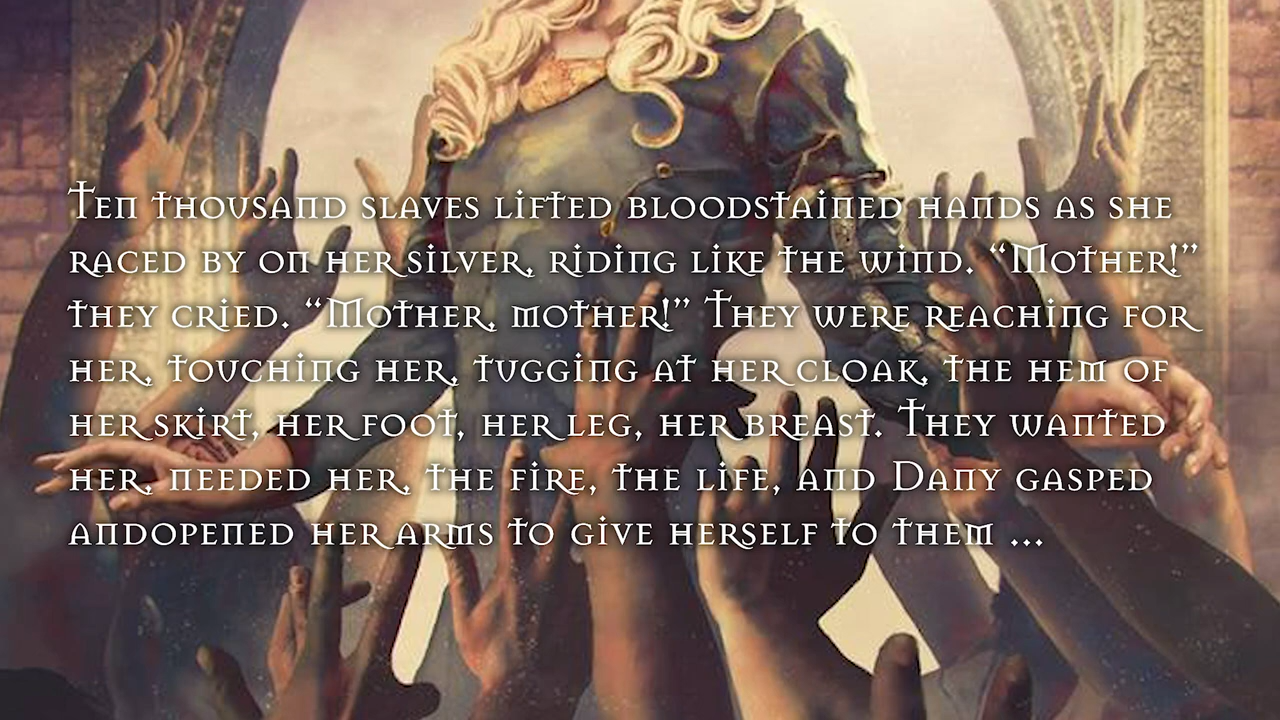 Ten thousand slaves lifted bloodstained hands as she
raced by on her silver, riding like the wind. “Mother!”
they cried. “Mother, mother!” They were reaching for
her, touching her, tugging at her cloak, the hem of
her skirt, her foot, her leg, her breast. They wanted
her, needed her, the fire, the life, and Dany gasped
andopened her arms to give herself to them ...